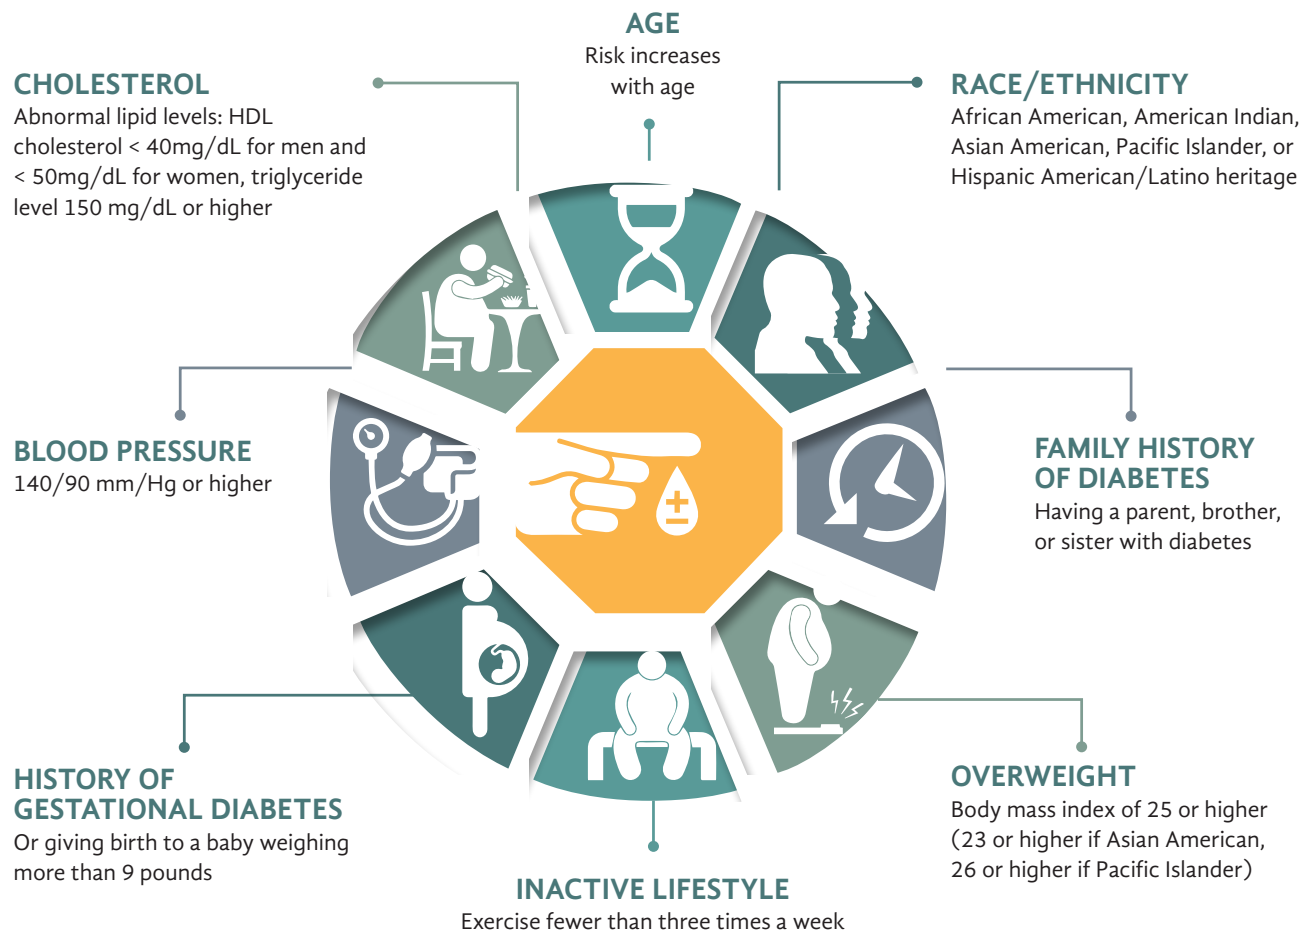 AGE
Risk increases
with age
CHOLESTEROL
Abnormal lipid levels: HDL
cholesterol < 40mg/dL for men and
< 50mg/dL for women, triglyceride
level 150 mg/dL or higher
RACE/ETHNICITY
African American, American Indian,
Asian American, Pacific Islander, or
Hispanic American/Latino heritage
BLOOD PRESSURE
140/90 mm/Hg or higher
FAMILY HISTORY
OF DIABETES
Having a parent, brother,
or sister with diabetes
HISTORY OF
GESTATIONAL DIABETES
Or giving birth to a baby weighing
more than 9 pounds
OVERWEIGHT
Body mass index of 25 or higher
(23 or higher if Asian American,
26 or higher if Pacific Islander)
INACTIVE LIFESTYLE
Exercise fewer than three times a week